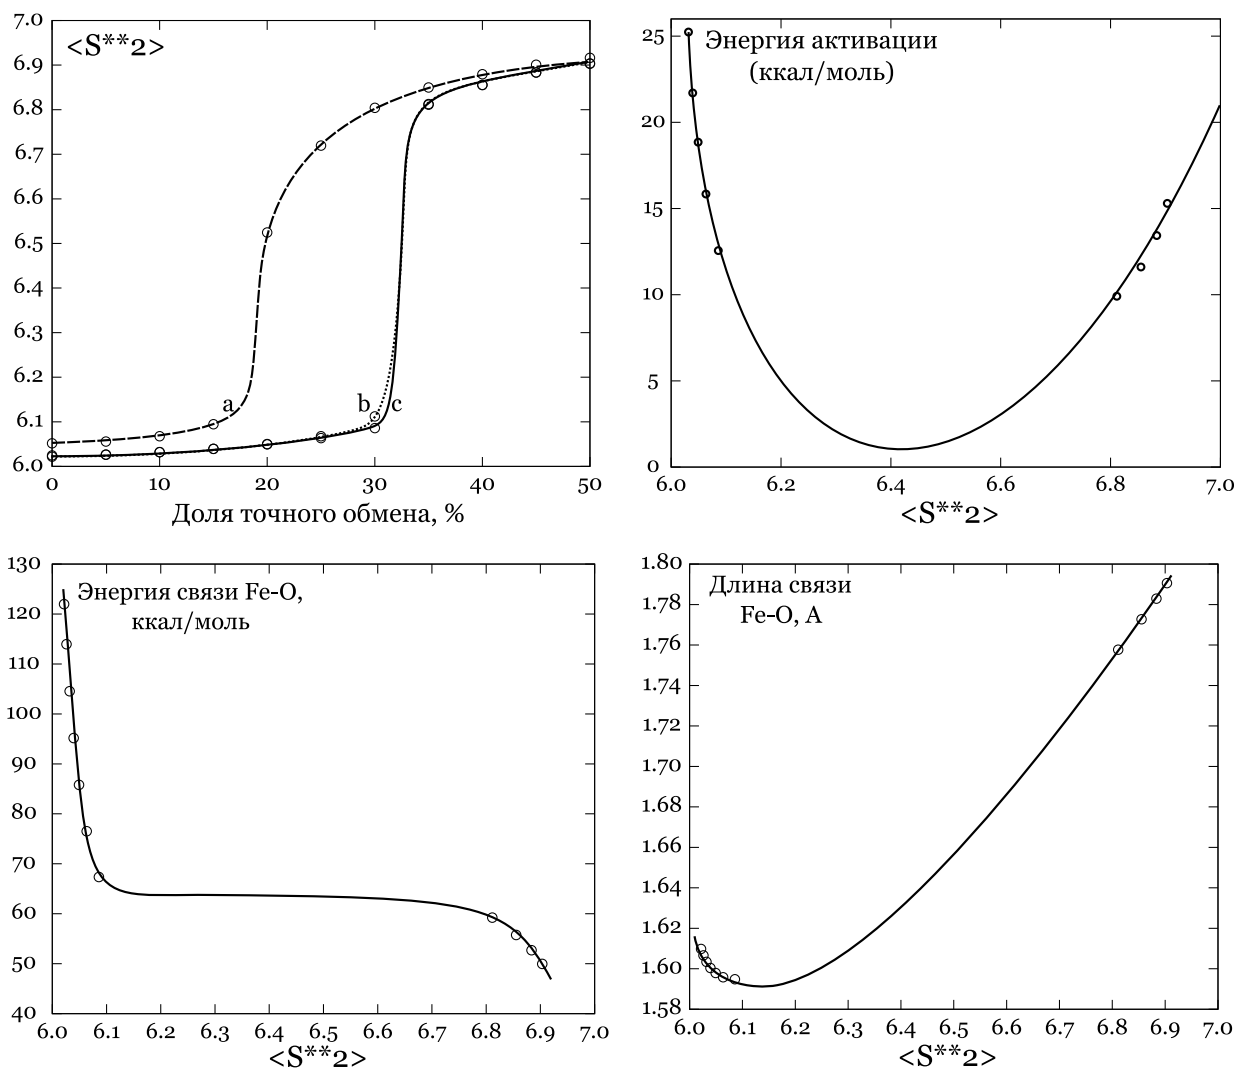 7.0
6.9
6.8
6.7
6.6
6.5
6.4
6.3
6.2
6.1
6.0
<S**2>
a
b
c
0 10 20 30 40 50
Доля точного обмена, %
25
20
15
10
5
0
Энергия активации
(ккал/моль)
6.0 6.2 6.4 6.6 6.8 7.0
<S**2>
130
120
110
100
90
80
70
60
50
40
Энергия связи Fe-O,
ккал/моль
6.0 6.1 6.2 6.3 6.4 6.5 6.6 6.7 6.8 6.9 7.0
<S**2>
1.80
1.78
1.76
1.74
1.72
1.70
1.68
1.66
1.64
1.62
1.60
1.58
Длина связи
Fe-O, A
6.0 6.1 6.2 6.3 6.4 6.5 6.6 6.7 6.8 6.9 7.0
<S**2>